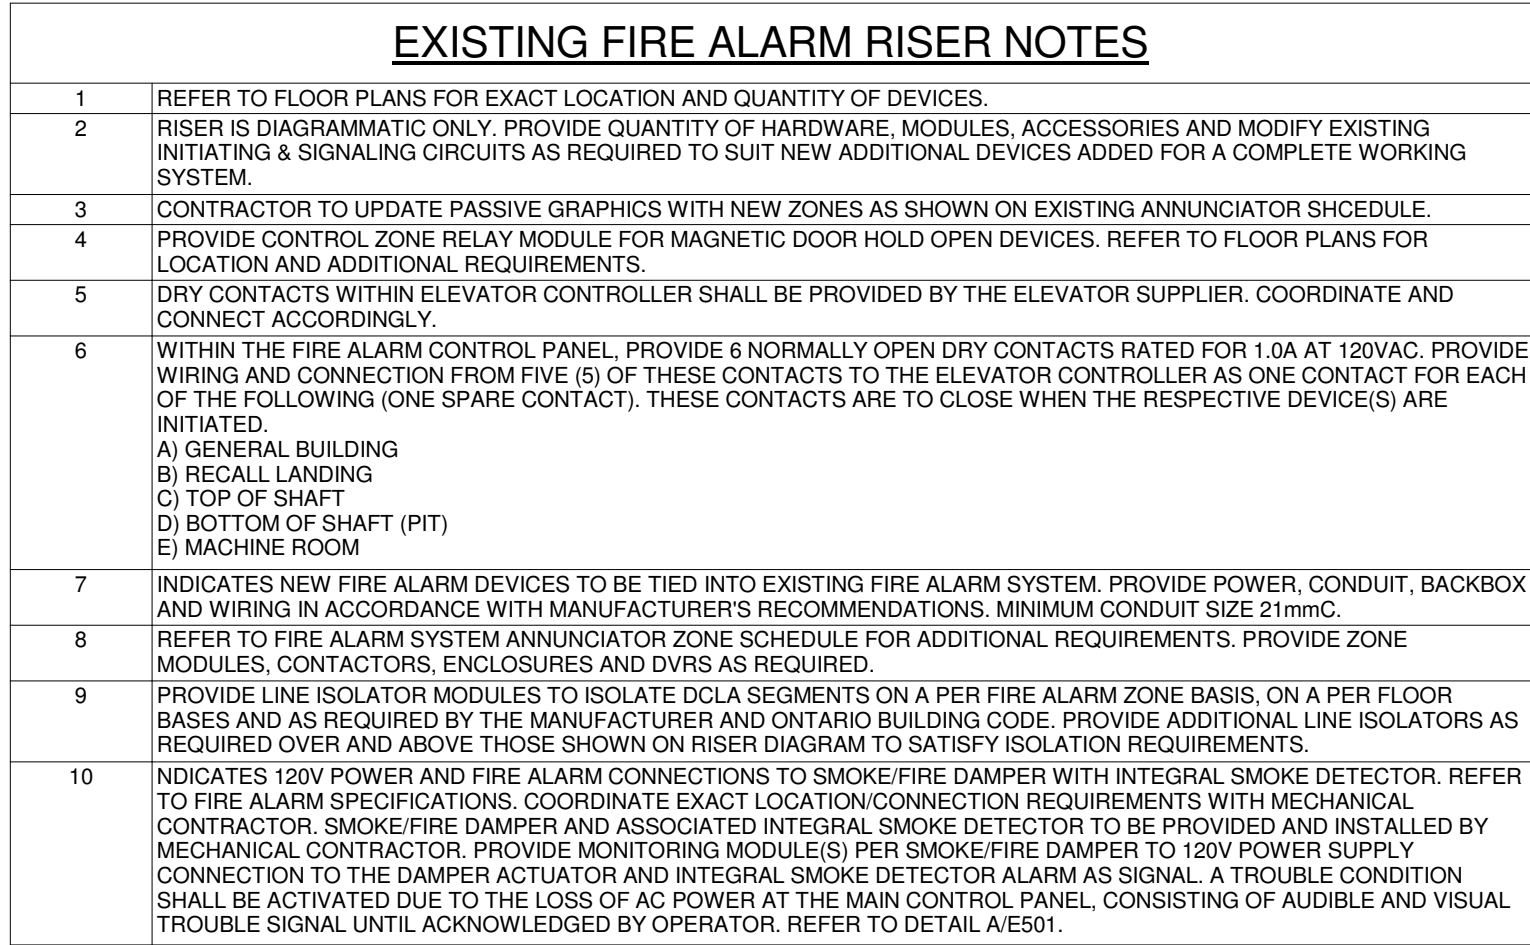 EXISTING FIRE ALARM RISER NOTES
1 REFER TO FLOOR PLANS FOR EXACT LOCATION AND QUANTITY OF DEVICES.
2 RISER IS DIAGRAMMATIC ONLY. PROVIDE QUANTITY OF HARDWARE, MODULES, ACCESSORIES AND MODIFY EXISTING
INITIATING & SIGNALING CIRCUITS AS REQUIRED TO SUIT NEW ADDITIONAL DEVICES ADDED FOR A COMPLETE WORKING
SYSTEM.
3 CONTRACTOR TO UPDATE PASSIVE GRAPHICS WITH NEW ZONES AS SHOWN ON EXISTING ANNUNCIATOR SHCEDULE.
4 PROVIDE CONTROL ZONE RELAY MODULE FOR MAGNETIC DOOR HOLD OPEN DEVICES. REFER TO FLOOR PLANS FOR
LOCATION AND ADDITIONAL REQUIREMENTS.
5 DRY CONTACTS WITHIN ELEVATOR CONTROLLER SHALL BE PROVIDED BY THE ELEVATOR SUPPLIER. COORDINATE AND
CONNECT ACCORDINGLY.
6 WITHIN THE FIRE ALARM CONTROL PANEL, PROVIDE 6 NORMALLY OPEN DRY CONTACTS RATED FOR 1.0A AT 120VAC. PROVIDE
WIRING AND CONNECTION FROM FIVE (5) OF THESE CONTACTS TO THE ELEVATOR CONTROLLER AS ONE CONTACT FOR EACH
OF THE FOLLOWING (ONE SPARE CONTACT). THESE CONTACTS ARE TO CLOSE WHEN THE RESPECTIVE DEVICE(S) ARE
INITIATED.
A) GENERAL BUILDING
B) RECALL LANDING
C) TOP OF SHAFT
D) BOTTOM OF SHAFT (PIT)
E) MACHINE ROOM
7 INDICATES NEW FIRE ALARM DEVICES TO BE TIED INTO EXISTING FIRE ALARM SYSTEM. PROVIDE POWER, CONDUIT, BACKBOX
AND WIRING IN ACCORDANCE WITH MANUFACTURER'S RECOMMENDATIONS. MINIMUM CONDUIT SIZE 21mmC.
8 REFER TO FIRE ALARM SYSTEM ANNUNCIATOR ZONE SCHEDULE FOR ADDITIONAL REQUIREMENTS. PROVIDE ZONE
MODULES, CONTACTORS, ENCLOSURES AND DVRS AS REQUIRED.
9 PROVIDE LINE ISOLATOR MODULES TO ISOLATE DCLA SEGMENTS ON A PER FIRE ALARM ZONE BASIS, ON A PER FLOOR
BASES AND AS REQUIRED BY THE MANUFACTURER AND ONTARIO BUILDING CODE. PROVIDE ADDITIONAL LINE ISOLATORS AS
REQUIRED OVER AND ABOVE THOSE SHOWN ON RISER DIAGRAM TO SATISFY ISOLATION REQUIREMENTS.
10 NDICATES 120V POWER AND FIRE ALARM CONNECTIONS TO SMOKE/FIRE DAMPER WITH INTEGRAL SMOKE DETECTOR. REFER
TO FIRE ALARM SPECIFICATIONS. COORDINATE EXACT LOCATION/CONNECTION REQUIREMENTS WITH MECHANICAL
CONTRACTOR. SMOKE/FIRE DAMPER AND ASSOCIATED INTEGRAL SMOKE DETECTOR TO BE PROVIDED AND INSTALLED BY
MECHANICAL CONTRACTOR. PROVIDE MONITORING MODULE(S) PER SMOKE/FIRE DAMPER TO 120V POWER SUPPLY
CONNECTION TO THE DAMPER ACTUATOR AND INTEGRAL SMOKE DETECTOR ALARM AS SIGNAL. A TROUBLE CONDITION
SHALL BE ACTIVATED DUE TO THE LOSS OF AC POWER AT THE MAIN CONTROL PANEL, CONSISTING OF AUDIBLE AND VISUAL
TROUBLE SIGNAL UNTIL ACKNOWLEDGED BY OPERATOR. REFER TO DETAIL A/E501.